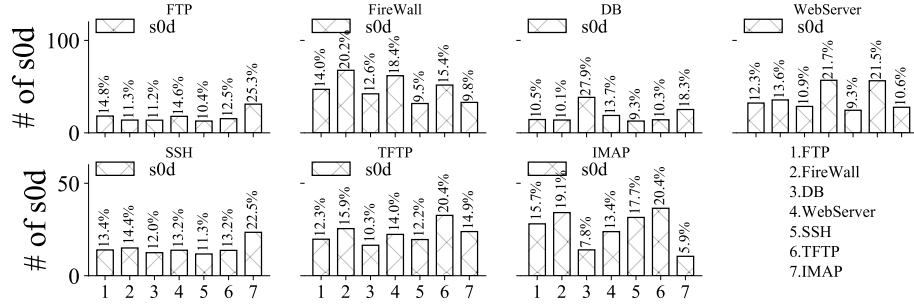 FTP
FireWall
DB
WebServer
# of s0d
100
0
s0d
s0d
s0d
s0d
14.8%
11.3%
11.2%
14.6%
10.4%
12.5%
25.3%
14.0%
20.2%
12.6%
18.4%
9.5%
15.4%
9.8%
10.5%
10.1%
27.9%
13.7%
9.3%
10.3%
18.3%
12.3%
13.6%
10.9%
21.7%
9.3%
21.5%
10.6%
SSH
TFTP
IMAP
# of s0d
50
0
s0d
s0d
s0d
13.4%
14.4%
12.0%
13.2%
11.3%
13.2%
22.5%
12.3%
15.9%
10.3%
14.0%
12.2%
20.4%
14.9%
15.7%
19.1%
7.8%
13.4%
17.7%
20.4%
5.9%
1 2 3 4 5 6 7
1 2 3 4 5 6 7
1 2 3 4 5 6 7
1.FTP
2.FireWall
3.DB
4.WebServer
5.SSH
6.TFTP
7.IMAP